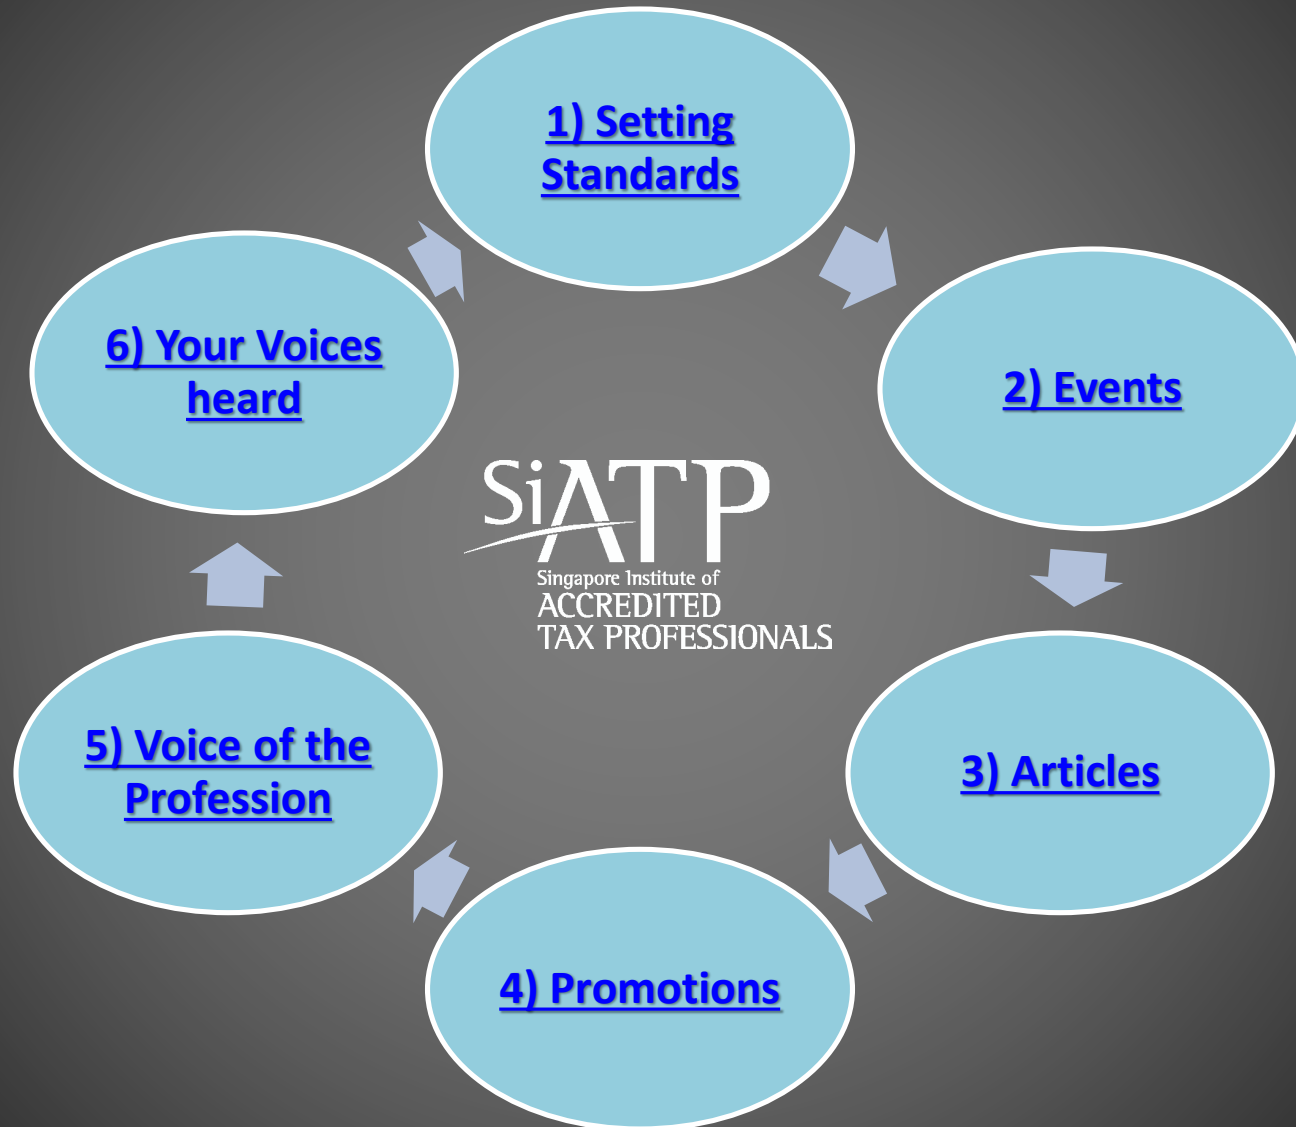 1) Setting
Standards
2) Events
3) Articles
4) Promotions
5) Voice of the
Profession
6) Your Voices
heard
SiATP
Singapore Institute of
ACCREDITED
TAX PROFESSIONALS